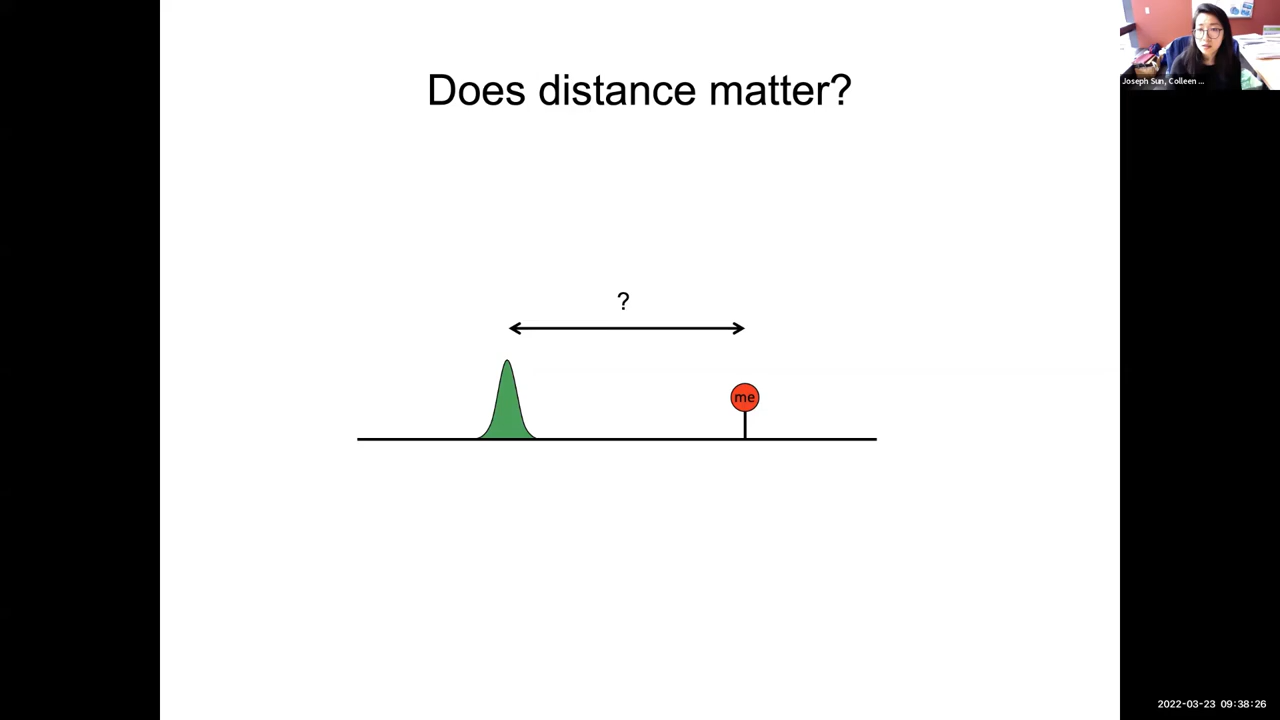 Does distance matter?
Joseph Sun, Colleen ...
?
me
2022-03-23 09:38:26